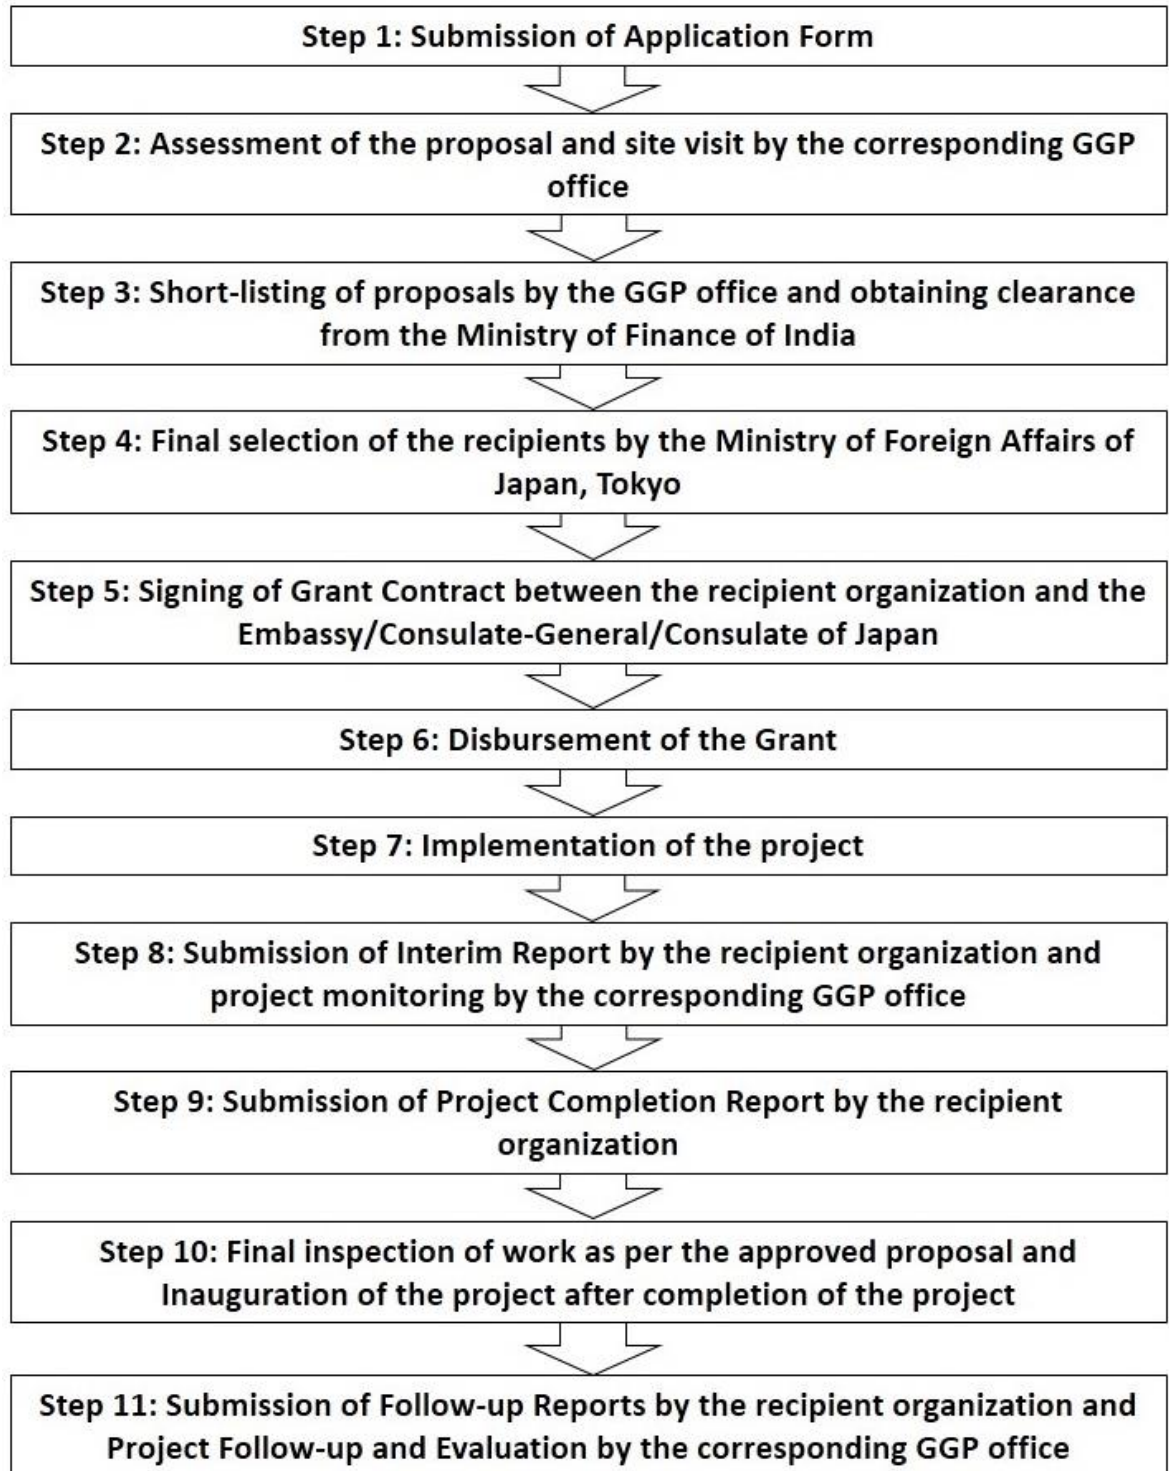 Step 1: Submission of Application Form
Step 2: Assessment of the proposal and site visit by the corresponding GGP
office
Step 3: Short-listing of proposals by the GGP office and obtaining clearance
from the Ministry of Finance of India
Step 4: Final selection of the recipients by the Ministry of Foreign Affairs of
Japan, Tokyo
Step 5: Signing of Grant Contract between the recipient organization and the
Embassy/Consulate-General/Consulate of Japan
Step 6: Disbursement of the Grant
Step 7: Implementation of the project
Step 8: Submission of Interim Report by the recipient organization and
project monitoring by the corresponding GGP office
Step 9: Submission of Project Completion Report by the recipient
organization
Step 10: Final inspection of work as per the approved proposal and
Inauguration of the project after completion of the project
Step 11: Submission of Follow-up Reports by the recipient organization and
Project Follow-up and Evaluation by the corresponding GGP office